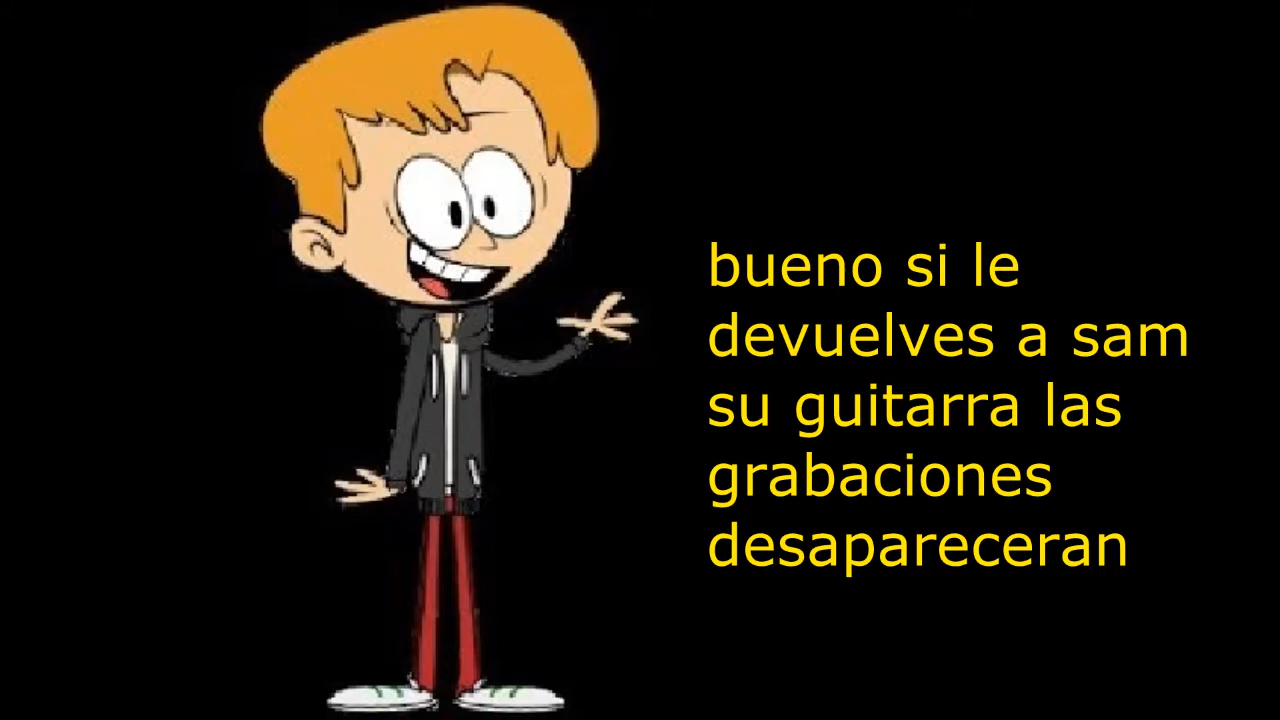 bueno si le
devuelves a sam
su guitarra las
grabaciones
desapareceran